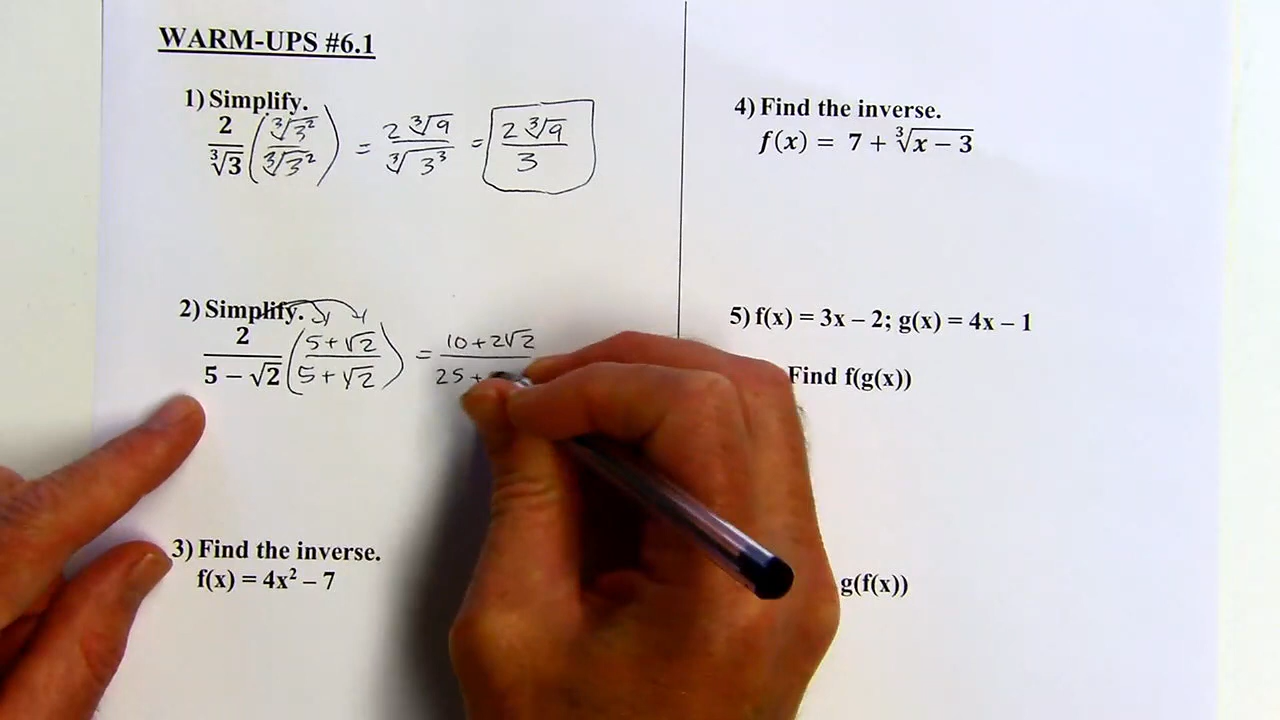 WARM-UPS #6.1
1) Simplify.
2/∛3 (∛3²/∛3²) = 2∛9/∛3³ = 2∛9/3
2) Simplify.
2/(5 − √2) (5+√2/5+√2) = 10+2√2/25+
3) Find the inverse.
f(x) = 4x² – 7
4) Find the inverse.
f(x) = 7 + ∛x − 3
5) f(x) = 3x – 2; g(x) = 4x – 1
Find f(g(x))
g(f(x))